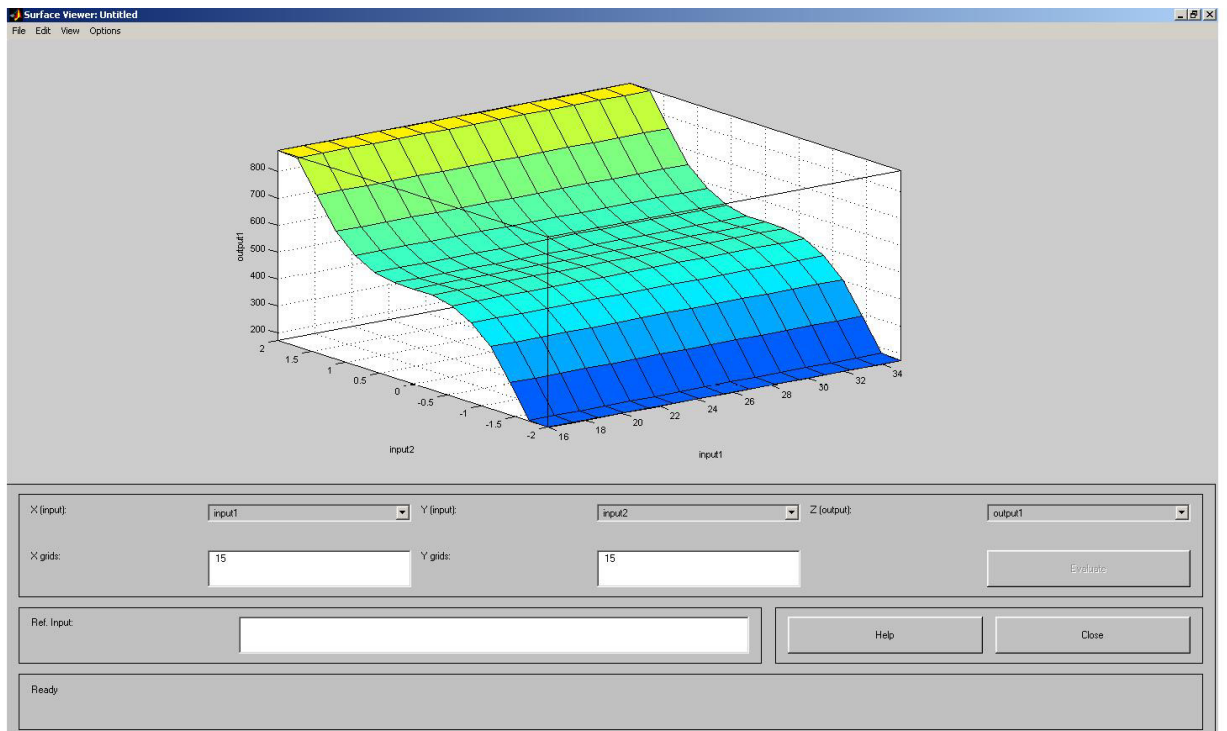 Surface Viewer: Untitled
File Edit View Options
800
700
600
500
400
300
200
output1
2
1.5
1
0.5
0
-0.5
-1
-1.5
-2
input2
16
18
20
22
24
26
28
30
32
34
input1
X (input):
input1
Y (input):
input2
Z (output):
output1
X grids:
15
Y grids:
15
Evaluate
Ref. Input:
Help
Close
Ready